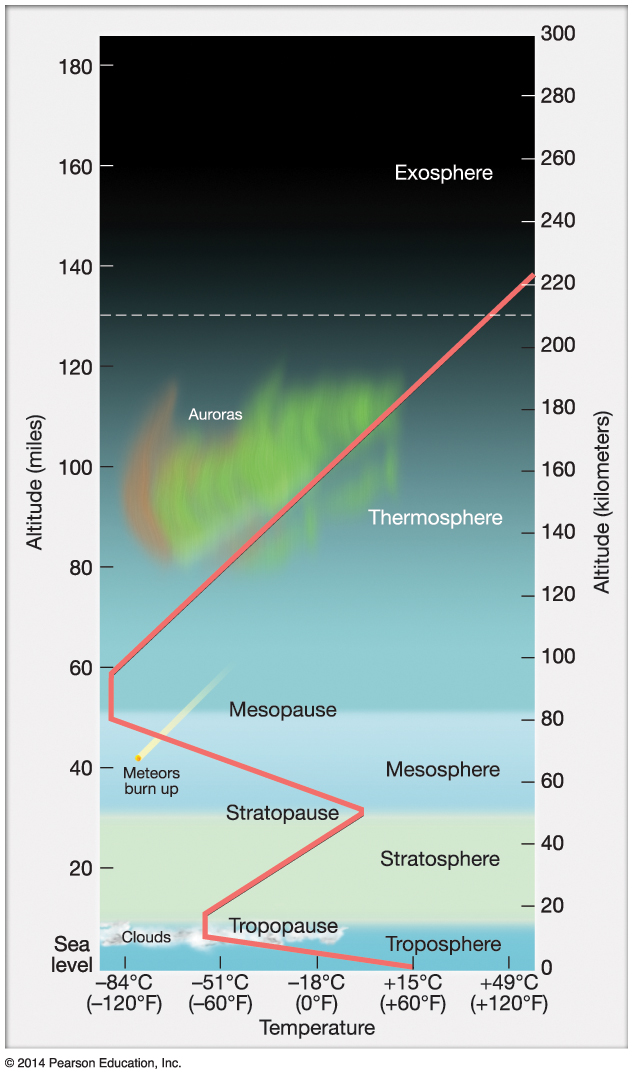 300
180
280
160
Exosphere
260
240
140
220
120
200
Auroras
180
Altitude (miles)
100
160
Altitude (kilometers)
Thermosphere
140
80
120
60
100
Mesopause
80
40
Meteors
burn up
Mesosphere
60
Stratopause
40
20
Stratosphere
20
Clouds
Tropopause
Troposphere
Sea
level
0
–84°C
(–120°F)
–51°C
(–60°F)
–18°C
(0°F)
+15°C
(+60°F)
+49°C
(+120°F)
Temperature
© 2014 Pearson Education, Inc.